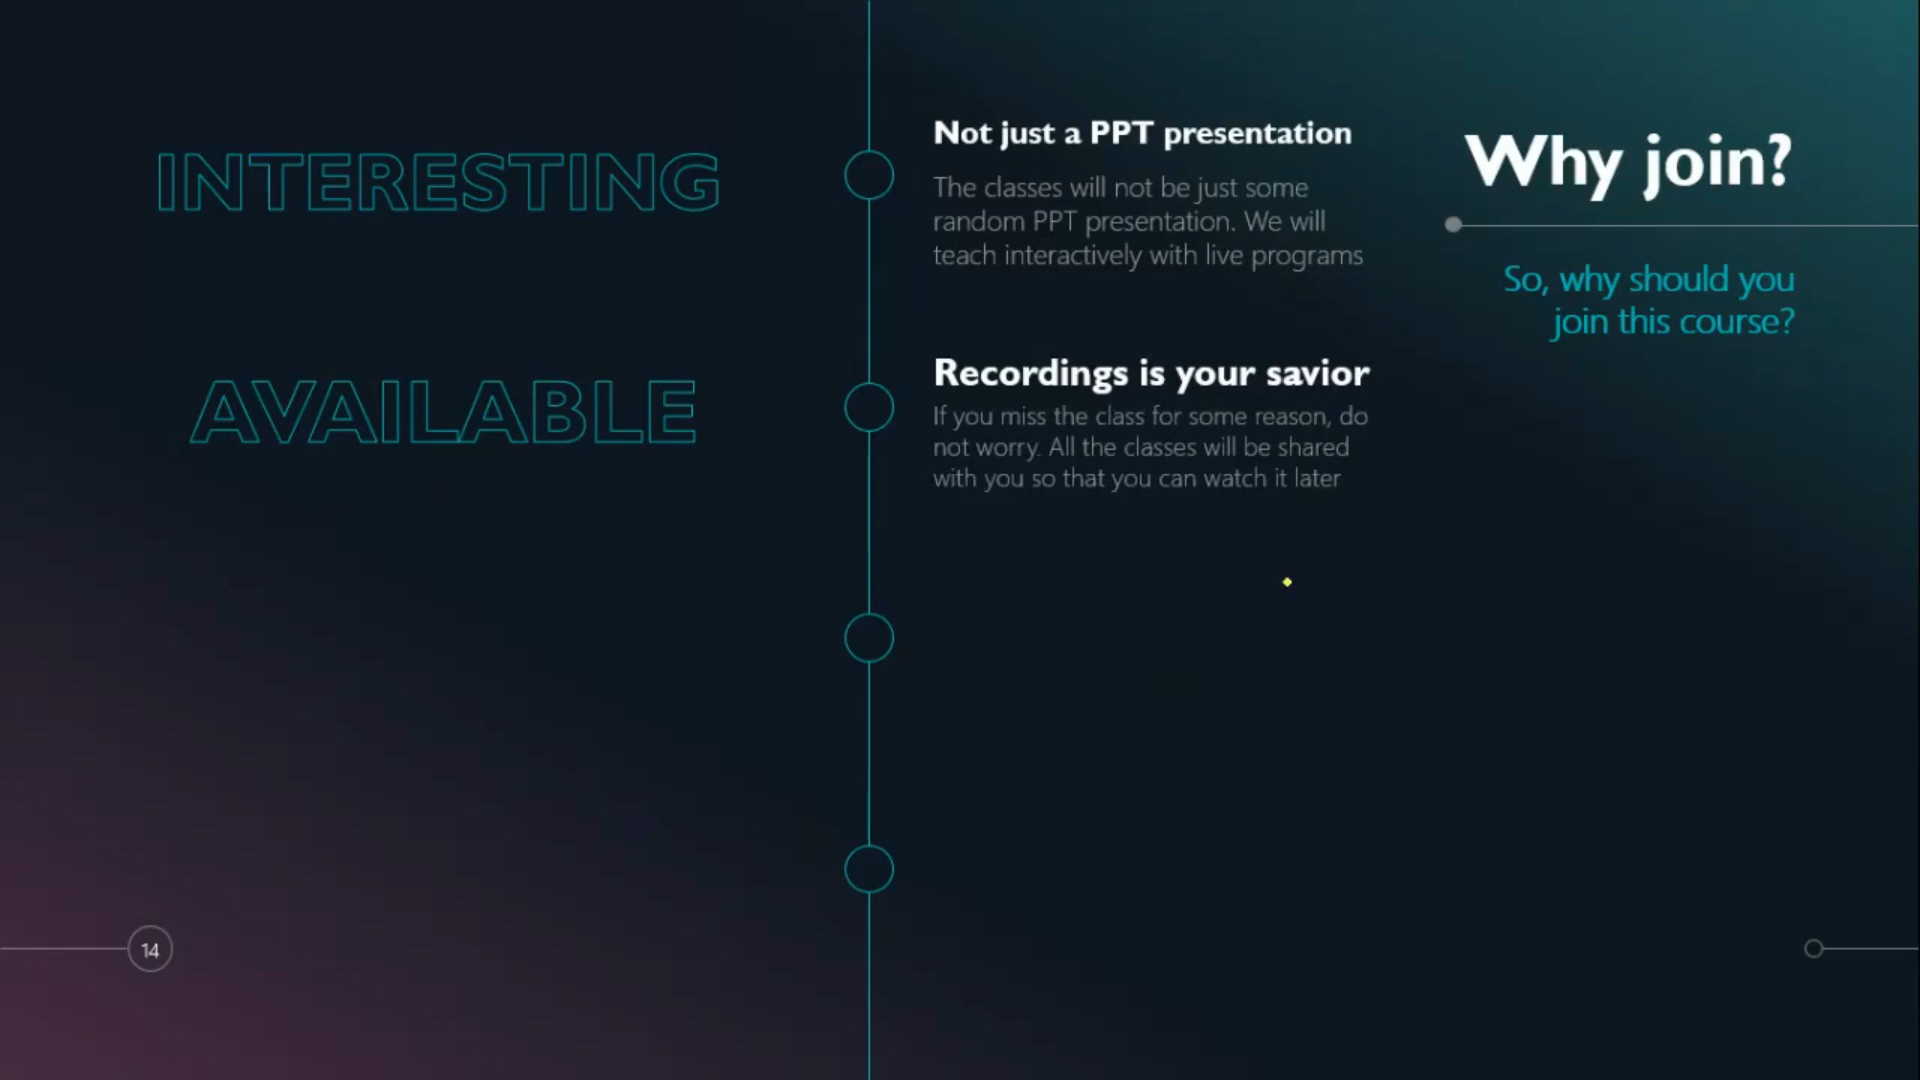 INTERESTING
Not just a PPT presentation
The classes will not be just some
random PPT presentation. We will
teach interactively with live programs
AVAILABLE
Recordings is your savior
If you miss the class for some reason, do
not worry. All the classes will be shared
with you so that you can watch it later
Why join?
So, why should you
join this course?
14